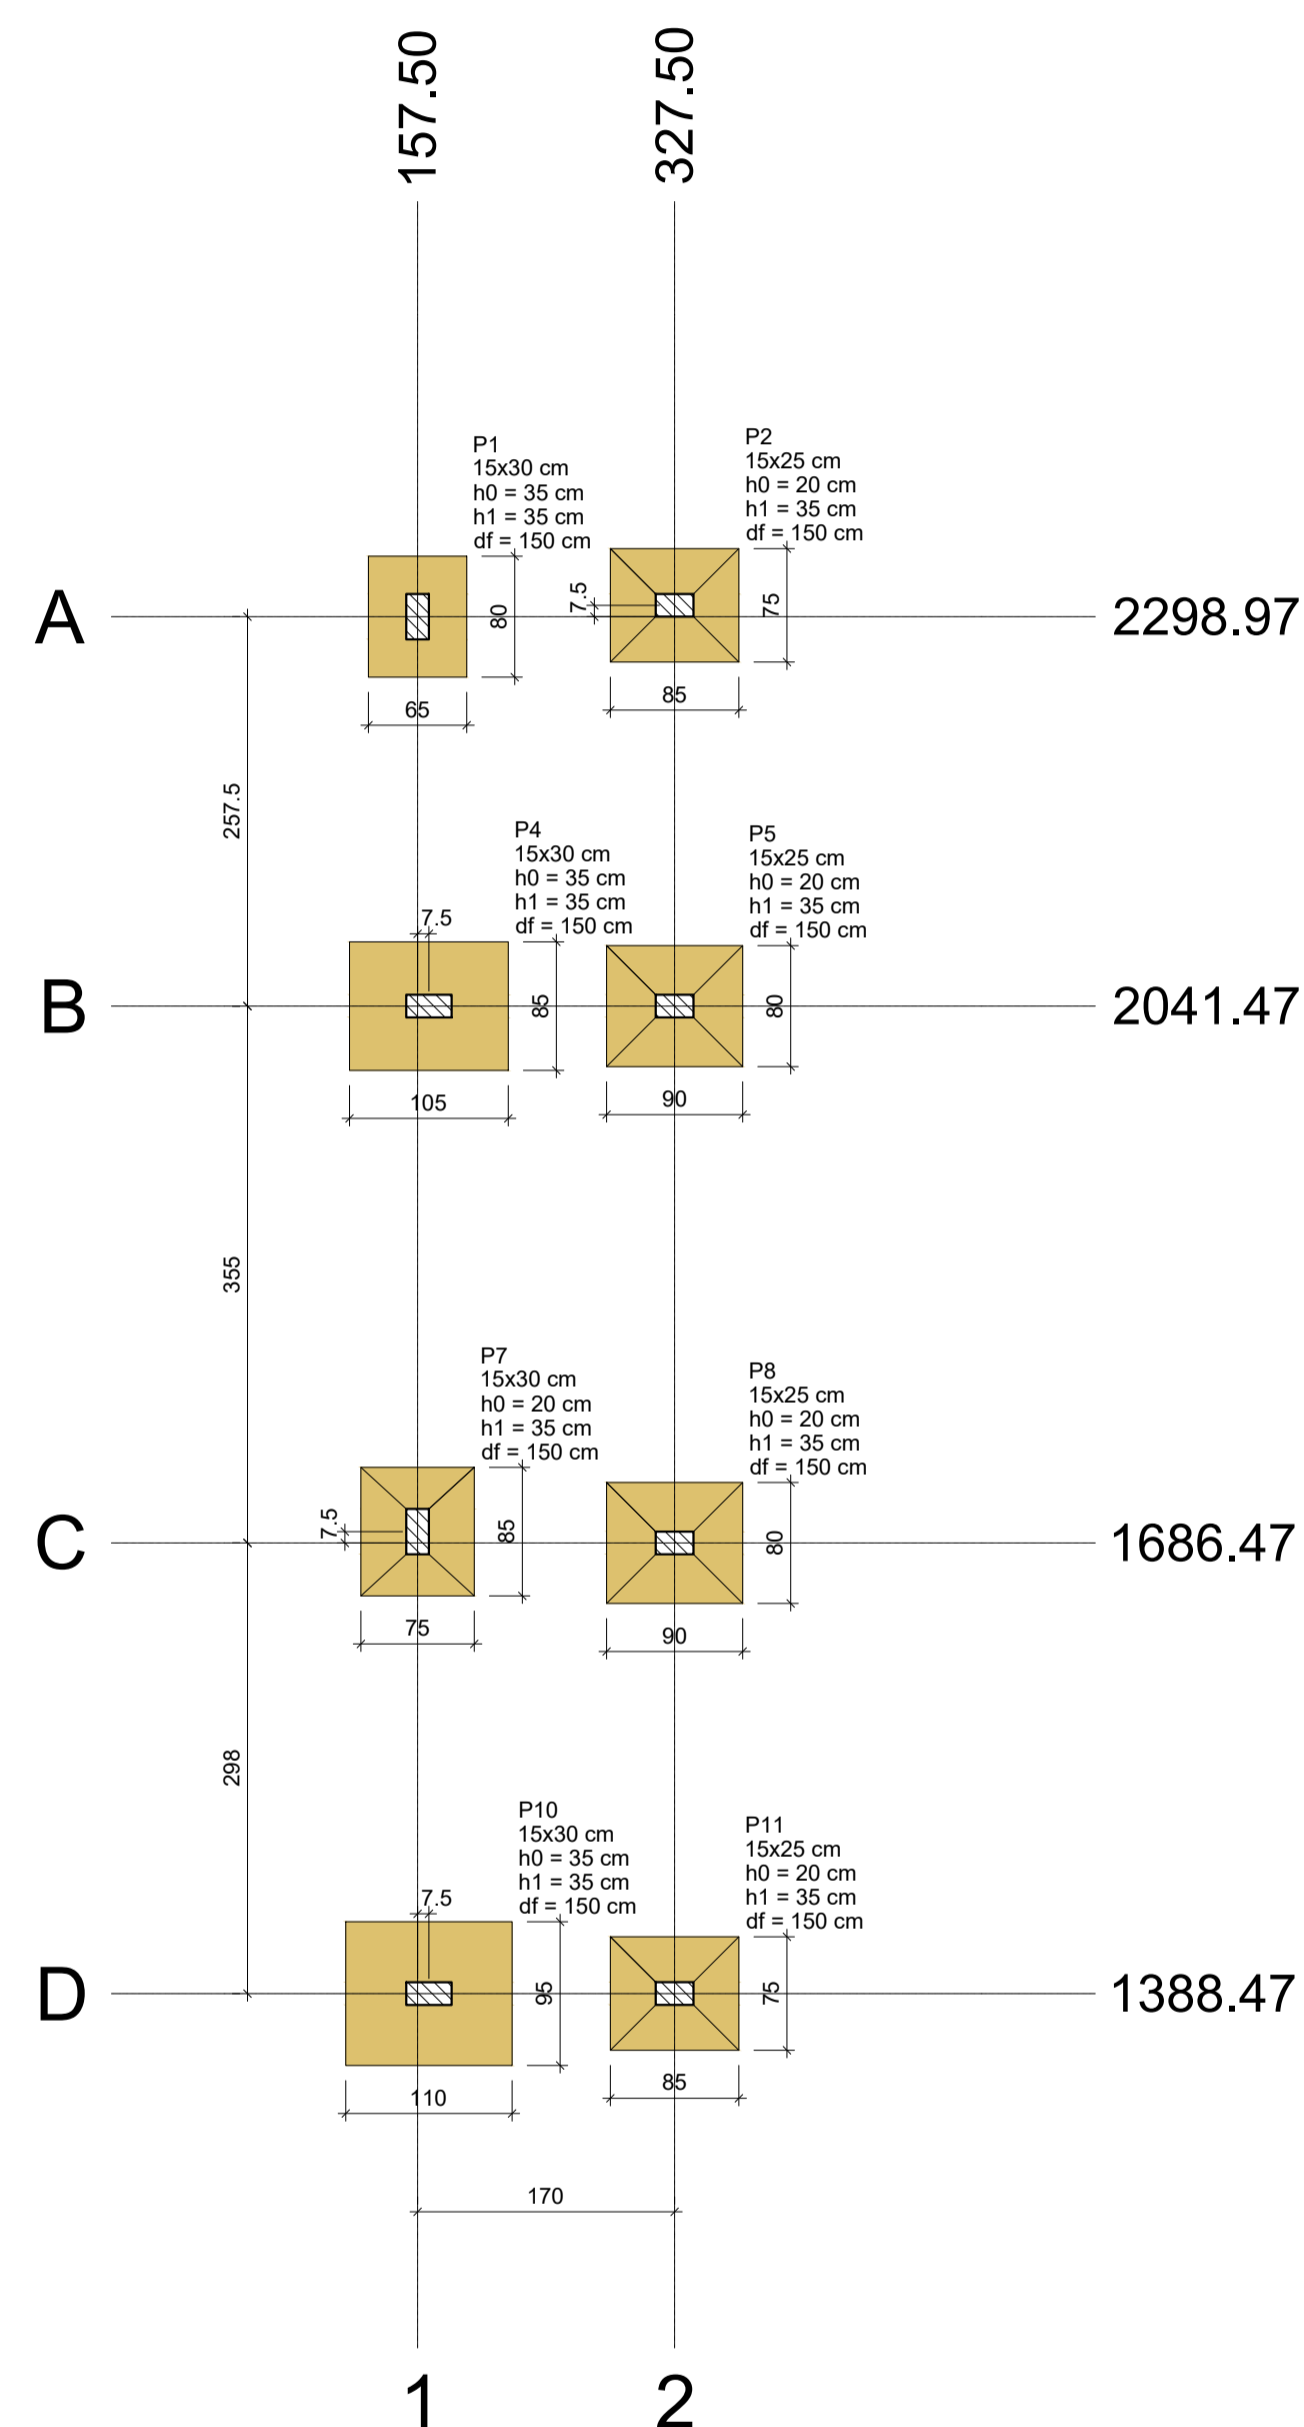 157.50
327.50
P1
15x30 cm
h0 = 35 cm
h1 = 35 cm
df = 150 cm
P2
15x25 cm
h0 = 20 cm
h1 = 35 cm
df = 150 cm
A
80
7.5
75
2298.97
65
85
257.5
P4
15x30 cm
h0 = 35 cm
h1 = 35 cm
df = 150 cm
P5
15x25 cm
h0 = 20 cm
h1 = 35 cm
df = 150 cm
7.5
B
85
80
2041.47
105
90
355
P7
15x30 cm
h0 = 20 cm
h1 = 35 cm
df = 150 cm
P8
15x25 cm
h0 = 20 cm
h1 = 35 cm
df = 150 cm
C
7.5
85
80
1686.47
75
90
298
P10
15x30 cm
h0 = 35 cm
h1 = 35 cm
df = 150 cm
P11
15x25 cm
h0 = 20 cm
h1 = 35 cm
df = 150 cm
7.5
D
95
75
1388.47
110
85
170
1
2